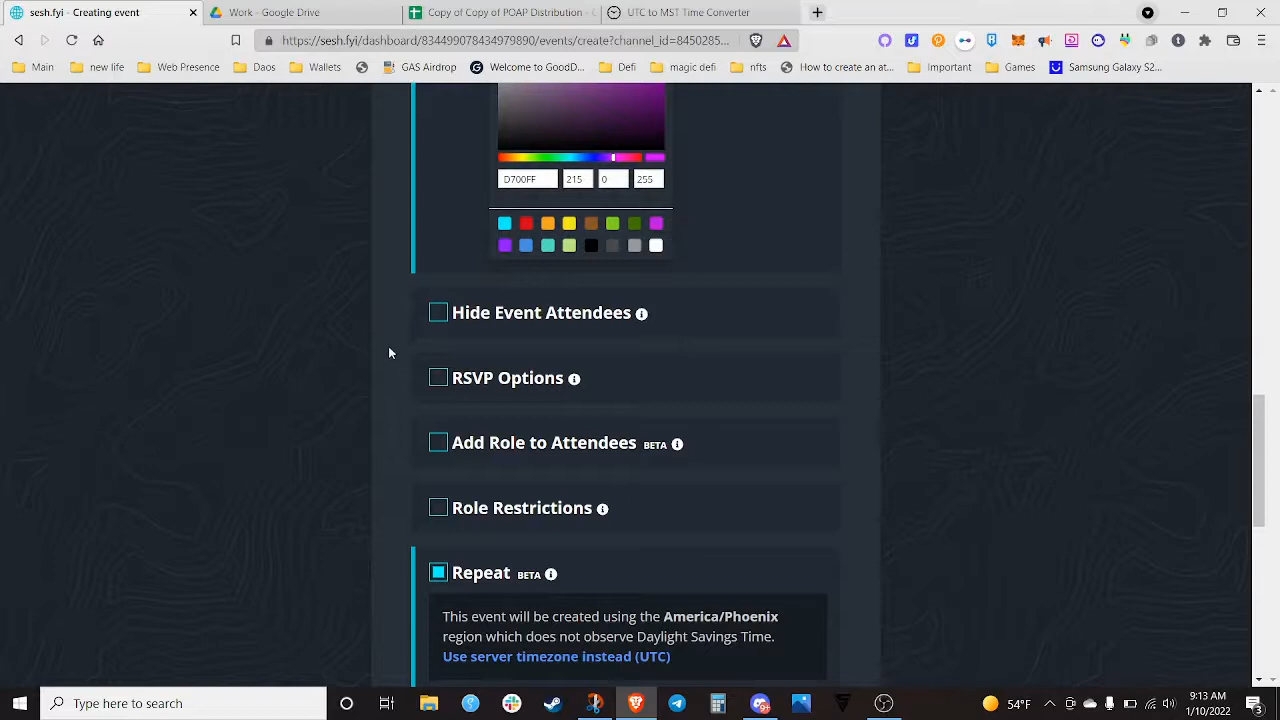 sesh.fyi - Creating event
Work - Google Drive
Copy of Copy of POAP Distribution -
UTC to MST Time Converter
https://sesh.fyi/dashboard/834499078434979890/events/create?channel_id=8450285...
Main
new life
Web Presence
Dacc
Wallets
GAS Airdrop
Welcome to GoodD...
Defi
magic defi
nfts
How to create an at...
Important
Games
Samsung Galaxy S2...
D700FF
215
0
255
Hide Event Attendees
RSVP Options
Add Role to Attendees BETA
Role Restrictions
Repeat BETA
This event will be created using the America/Phoenix
region which does not observe Daylight Savings Time.
Use server timezone instead (UTC)
Type here to search
54°F
9:13 AM
1/10/2022